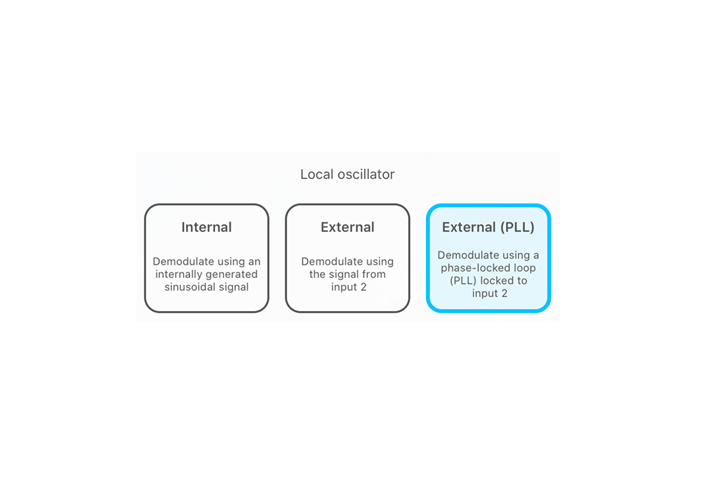 Local oscillator
Internal
Demodulate using an
internally generated
sinusoidal signal
External
Demodulate using
the signal from
input 2
External (PLL)
Demodulate using a
phase-locked loop
(PLL) locked to
input 2